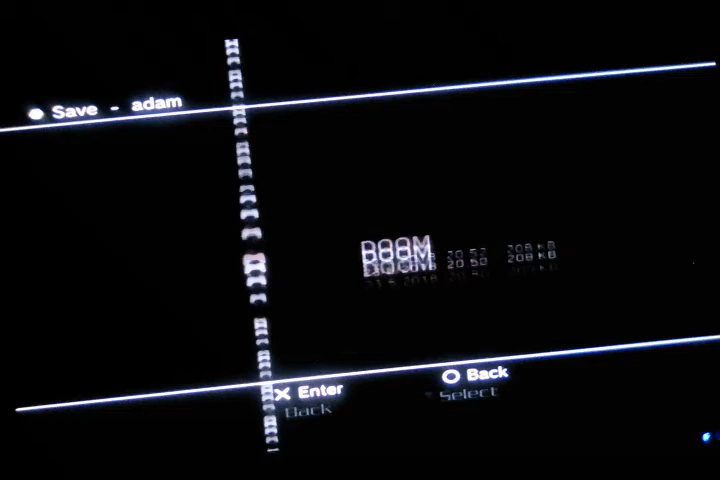 Save - adam
DOOM
20:52 208 KB
20:50 208 KB
Enter
Back
Back
Select